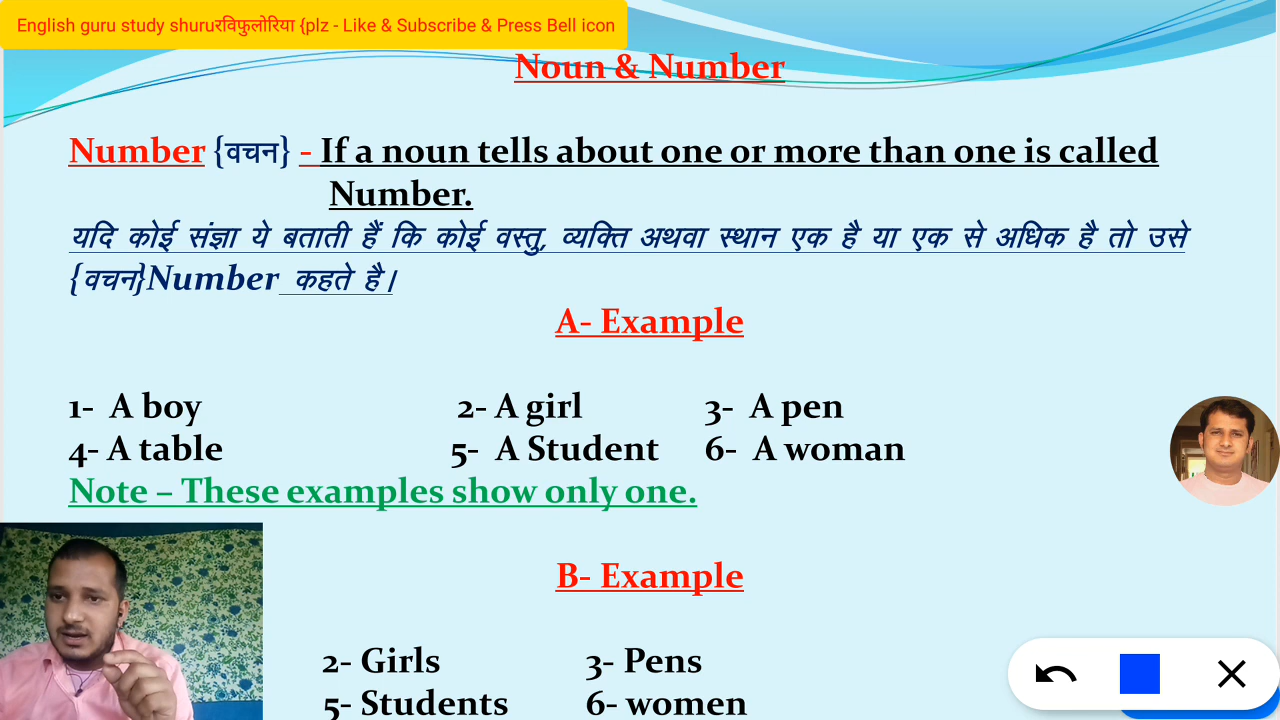 English guru study shuruरविफुलोरिया {plz - Like & Subscribe & Press Bell icon
Noun & Number
Number {वचन} - If a noun tells about one or more than one is called
Number.
यदि कोई संज्ञा ये बताती हैं कि कोई वस्तु, व्यक्ति अथवा स्थान एक है या एक से अधिक है तो उसे
{वचन}Number कहते है।
A- Example
1- A boy 2- A girl 3- A pen
4- A table 5- A Student 6- A woman
Note – These examples show only one.
B- Example
2- Girls 3- Pens
5- Students 6- women